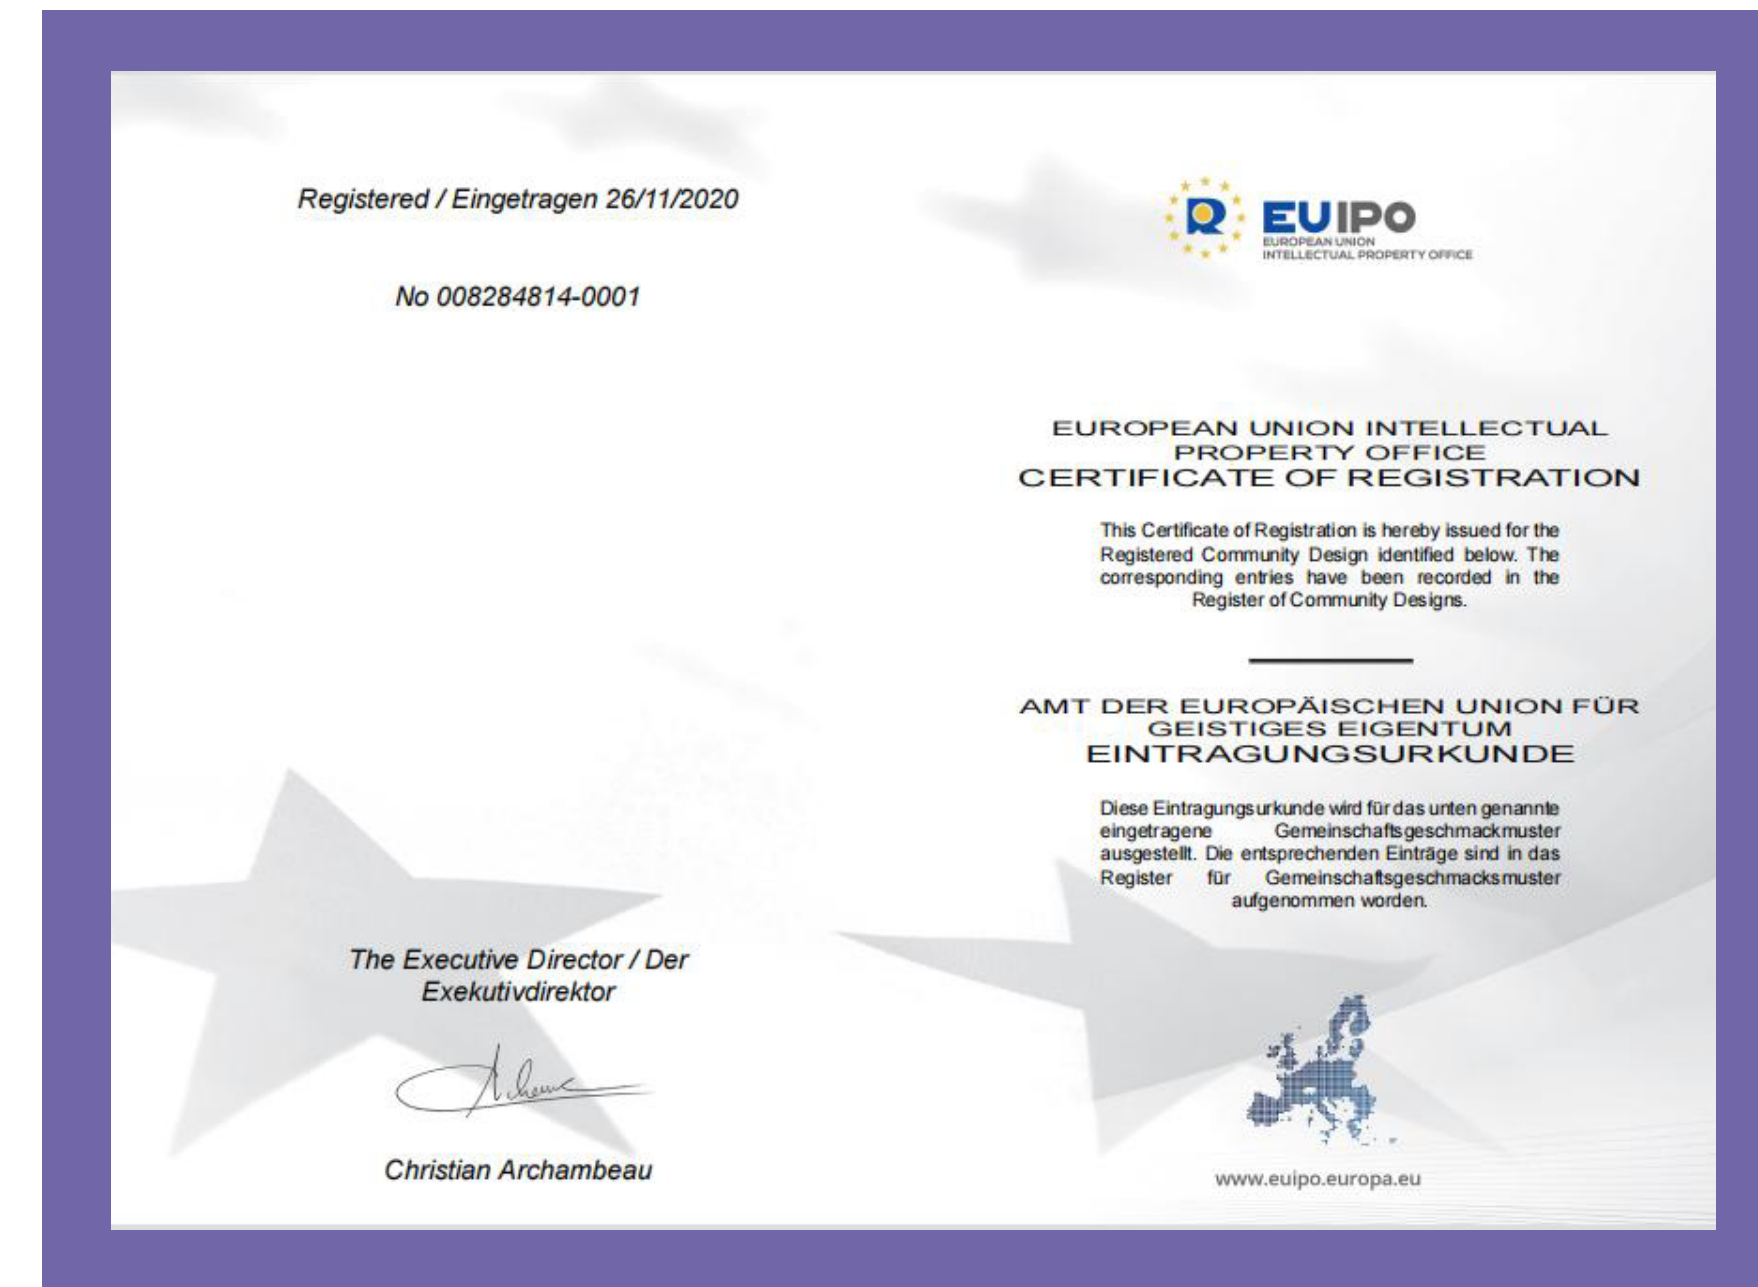 Registered / Eingetragen 26/11/2020
No 008284814-0001
The Executive Director / Der
Exekutivdirektor
Christian Archambeau
EUIPO
EUROPEAN UNION
INTELLECTUAL PROPERTY OFFICE
EUROPEAN UNION INTELLECTUAL
PROPERTY OFFICE
CERTIFICATE OF REGISTRATION
This Certificate of Registration is hereby issued for the
Registered Community Design identified below. The
corresponding entries have been recorded in the
Register of Community Designs.
AMT DER EUROPÄISCHEN UNION FÜR
GEISTIGES EIGENTUM
EINTRAGUNGSURKUNDE
Diese Eintragungsurkunde wird für das unten genannte
eingetragene Gemeinschaftsgeschmackmuster
ausgestellt. Die entsprechenden Einträge sind in das
Register für Gemeinschaftsgeschmacksmuster
aufgenommen worden.
www.euipo.europa.eu